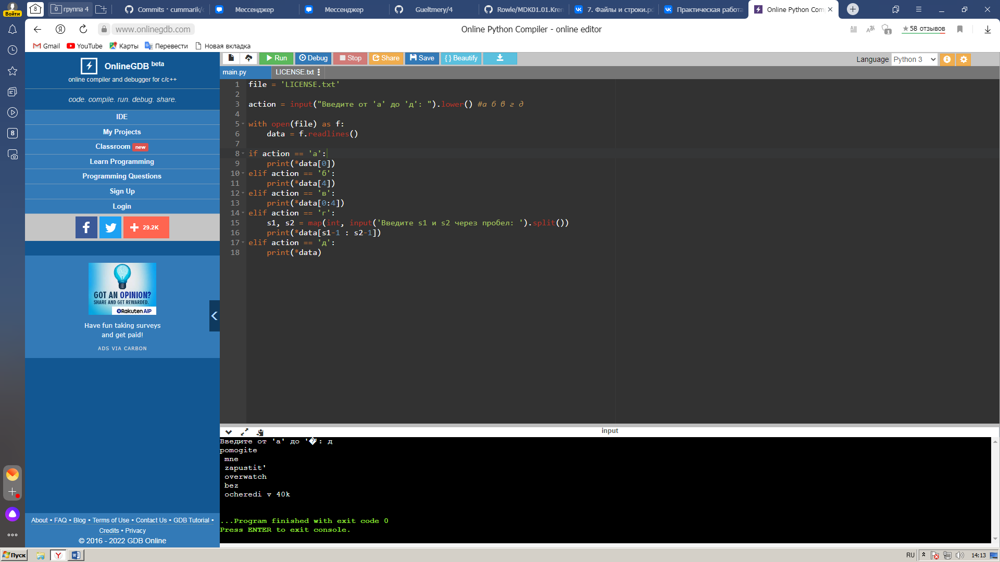 Войти
8
0 группа 4
Commits · cummarik/
Мессенджер
Мессенджер
Gueltmery/4
Rowle/MDK01.01.Kren
7. Файлы и строки.pd
Практическая работа
Online Python Com
www.onlinegdb.com
Online Python Compiler - online editor
1
★ 58 отзывов
Gmail
YouTube
Карты
Перевести
Новая вкладка
8
OnlineGDB beta
online compiler and debugger for c/c++
code. compile. run. debug. share.
IDE
My Projects
Classroom new
Learn Programming
Programming Questions
Sign Up
Login
29.2K
GOT AN OPINION?
SHARE AND GET REWARDED.
Rakuten AIP
Have fun taking surveys
and get paid!
ADS VIA CARBON
About • FAQ • Blog • Terms of Use • Contact Us • GDB Tutorial •
Credits • Privacy
© 2016 - 2022 GDB Online
Run
Debug
Stop
Share
Save
{ } Beautify
Language Python 3
main.py
LICENSE.txt
1 file = 'LICENSE.txt'
2
3 action = input("Введите от 'а' до 'д': ").lower() #а б в г д
4
5 with open(file) as f:
6 data = f.readlines()
7
8 if action == 'а':
9 print(*data[0])
10 elif action == 'б':
11 print(*data[4])
12 elif action == 'в':
13 print(*data[0:4])
14 elif action == 'г':
15 s1, s2 = map(int, input('Введите s1 и s2 через пробел: ').split())
16 print(*data[s1-1 : s2-1])
17 elif action == 'д':
18 print(*data)
input
Введите от 'а' до '�': д
pomogite
mne
zapustit'
overwatch
bez
ocheredi v 40k
...Program finished with exit code 0
Press ENTER to exit console.
Пуск
RU
14:13